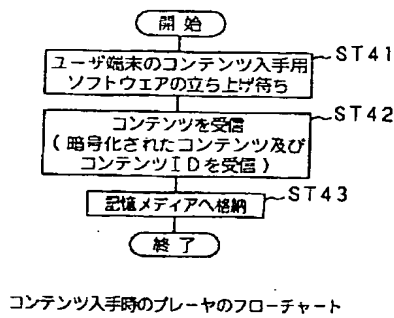 開始
ユーザ端末のコンテンツ入手用
ソフトウェアの立ち上げ待ち
ST41
コンテンツを受信
(暗号化されたコンテンツ及び
コンテンツIDを受信)
ST42
記憶メディアへ格納
ST43
終了
コンテンツ入手時のプレーヤのフローチャート